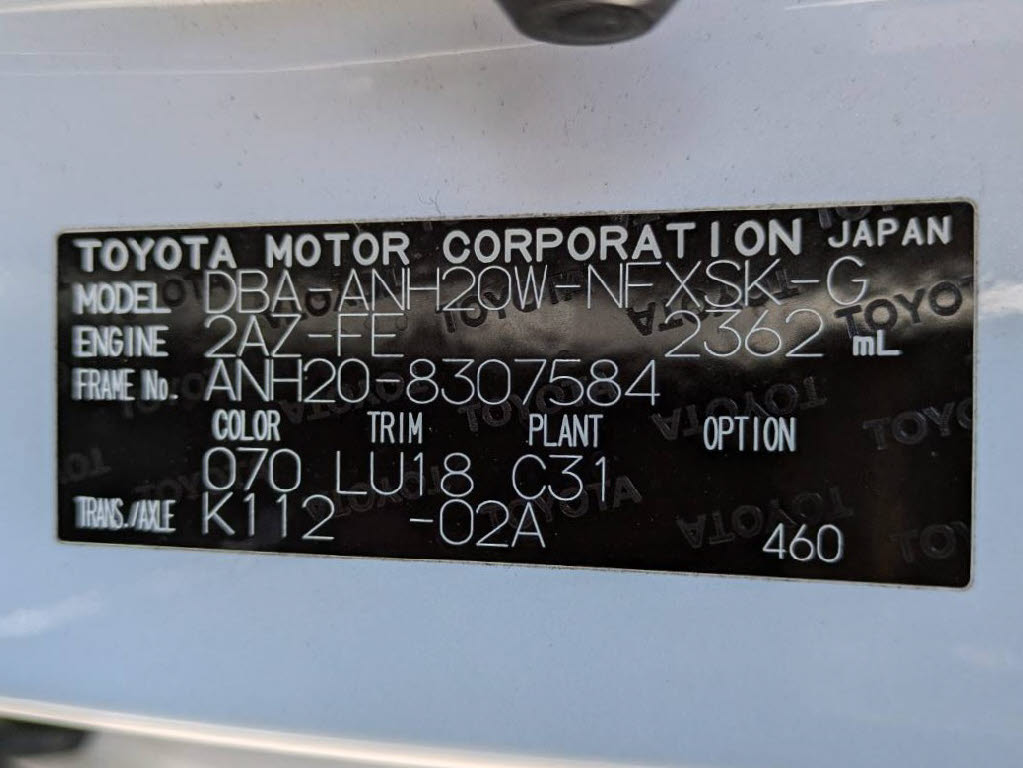 TOYOTA MOTOR CORPORATION JAPAN
MODEL DBA-ANH20W-NFXSK-G
ENGINE 2AZ-FE 2362 mL
FRAME No. ANH20-8307584
COLOR TRIM PLANT OPTION
070 LU18 C31
TRANS./AXLE K112 -02A 460